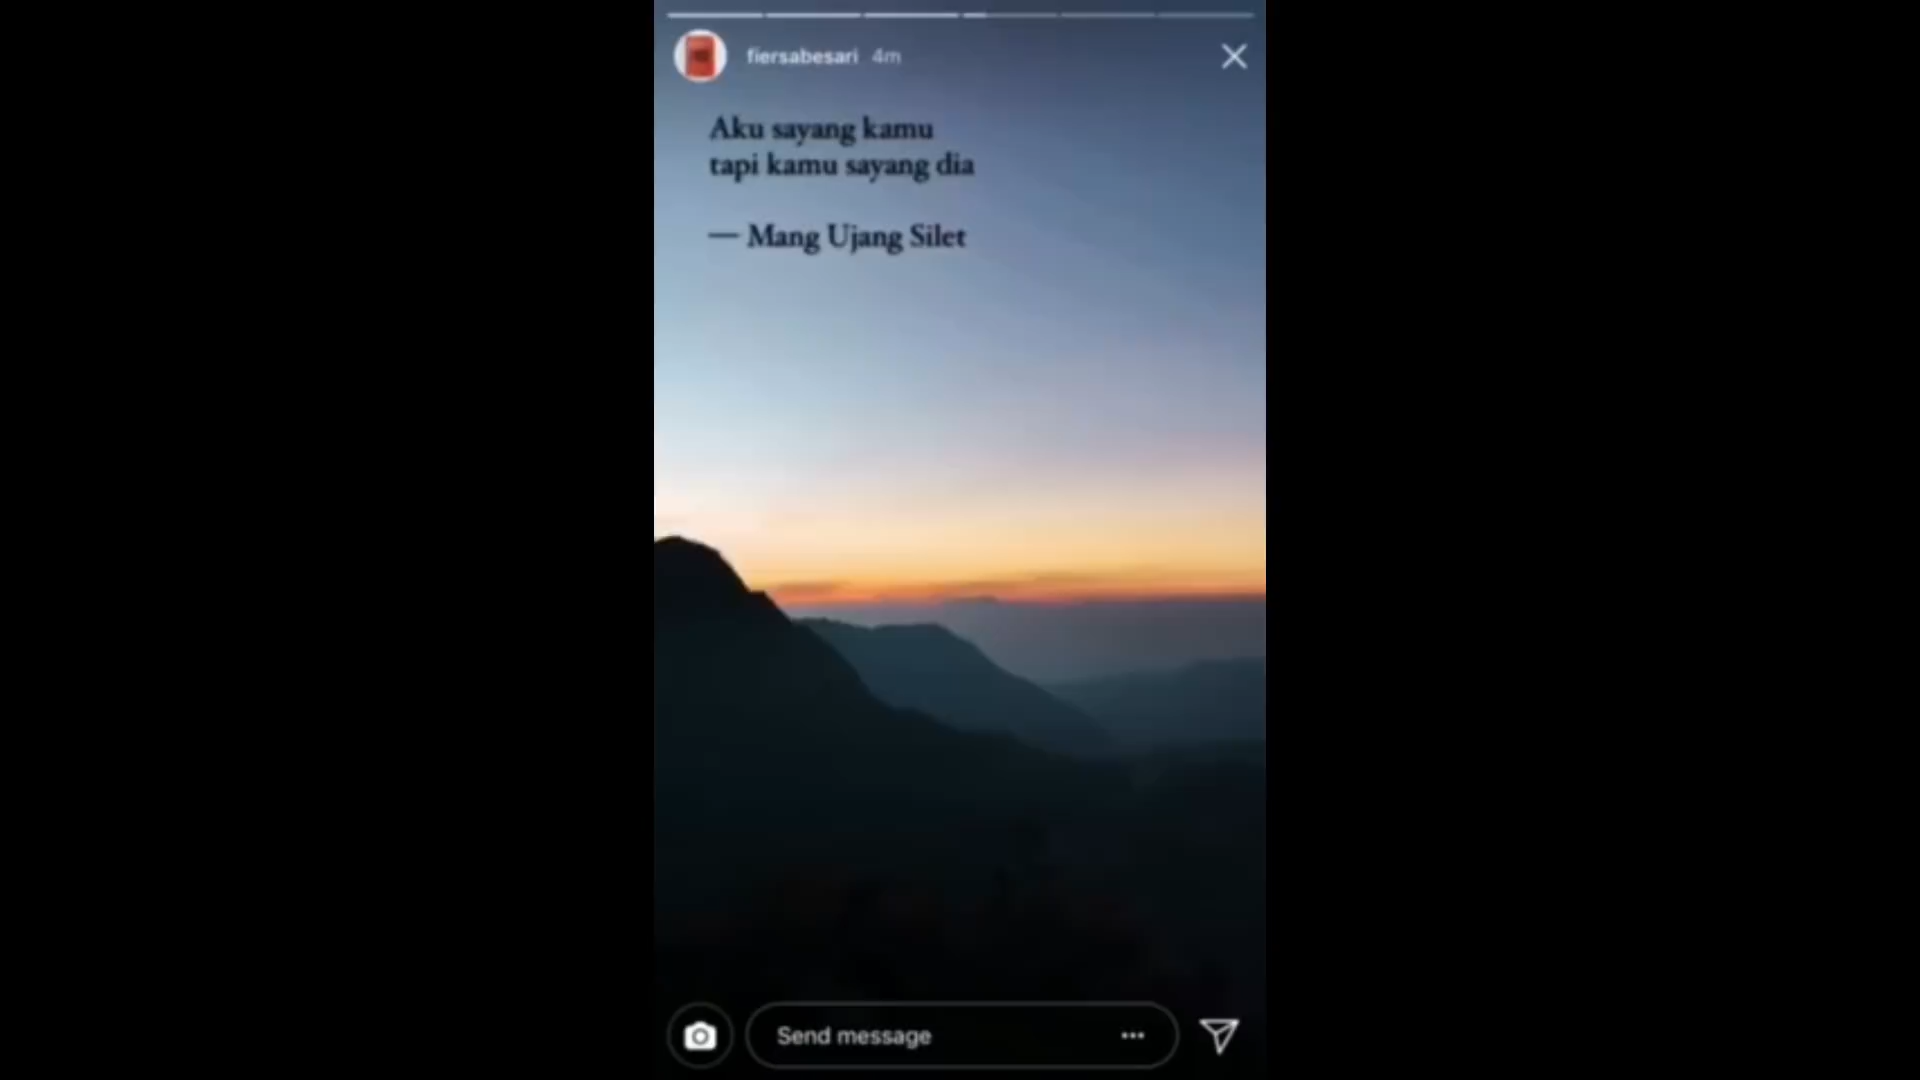 fiersabesari 4m
Aku sayang kamu
tapi kamu sayang dia
— Mang Ujang Silet
Send message